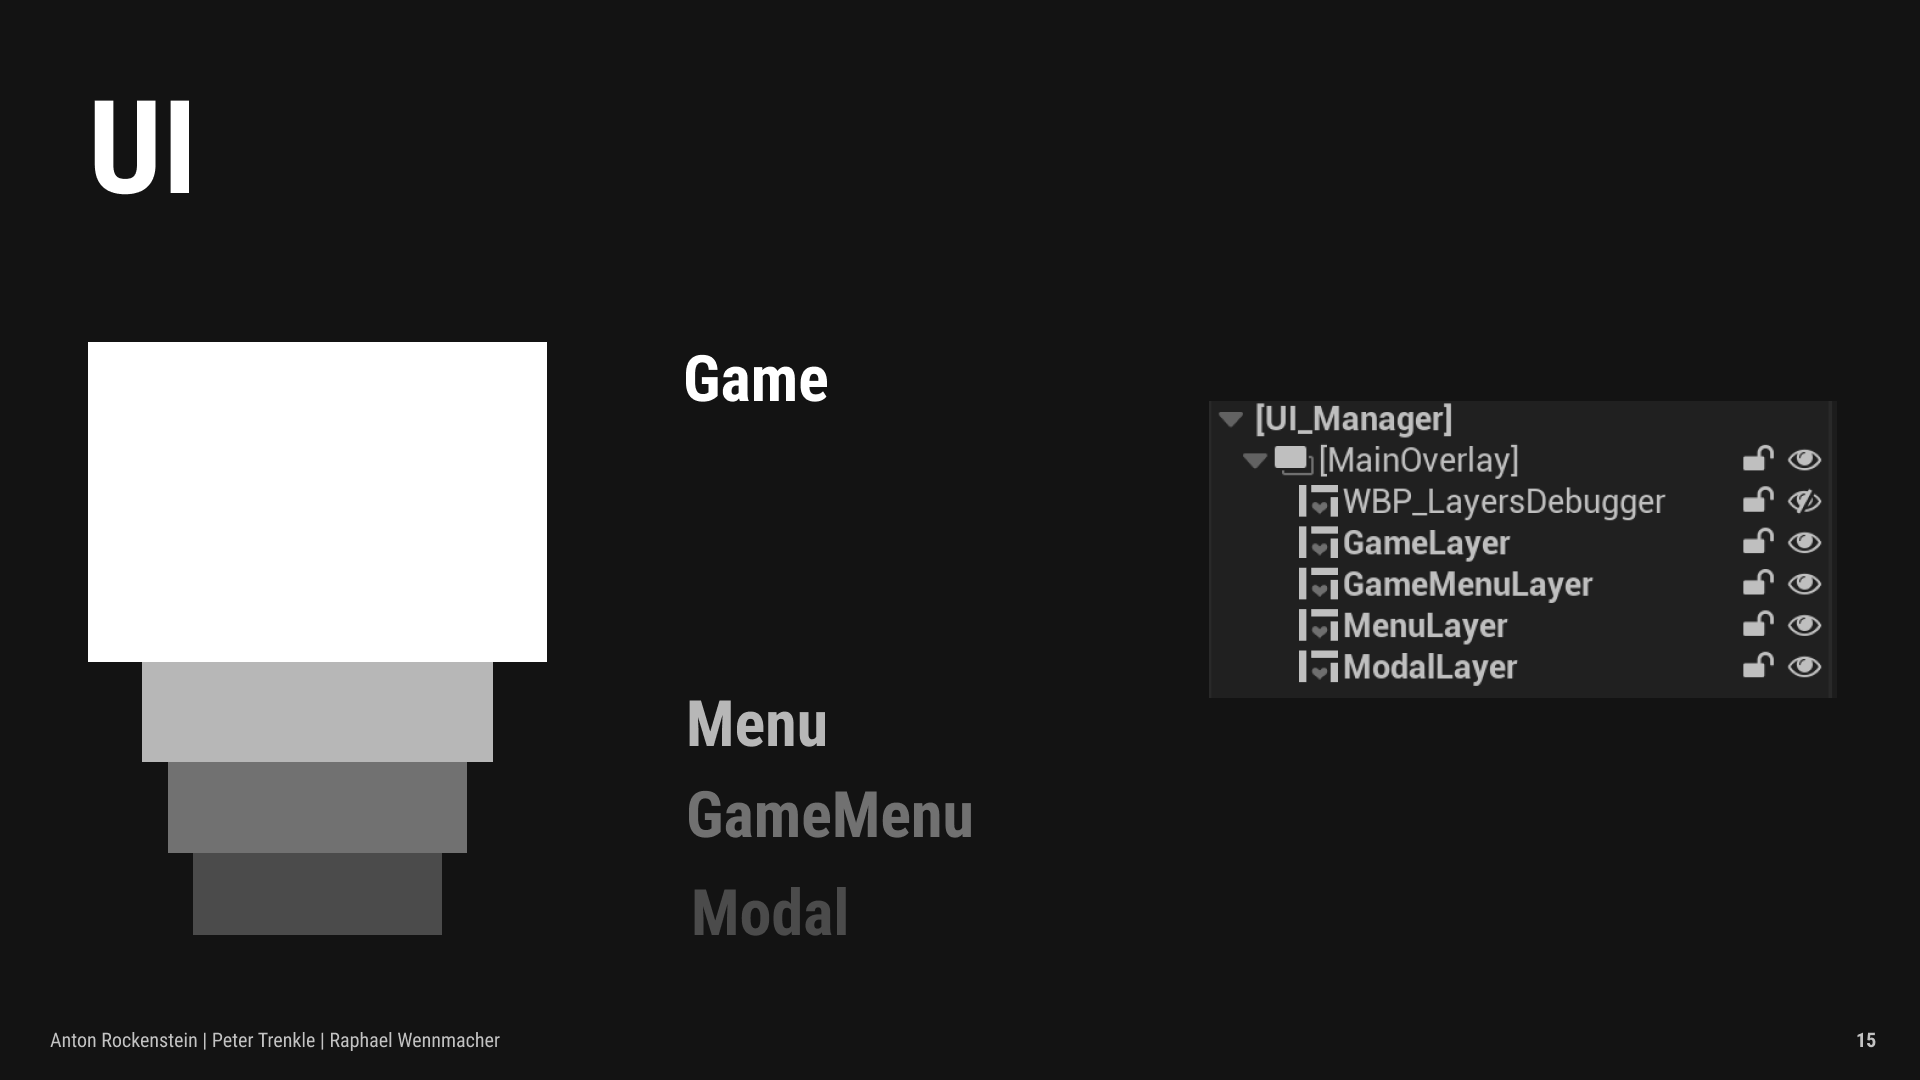 UI
Game
Menu
GameMenu
Modal
[UI_Manager]
[MainOverlay]
WBP_LayersDebugger
GameLayer
GameMenuLayer
MenuLayer
ModalLayer
Anton Rockenstein | Peter Trenkle | Raphael Wennmacher
15